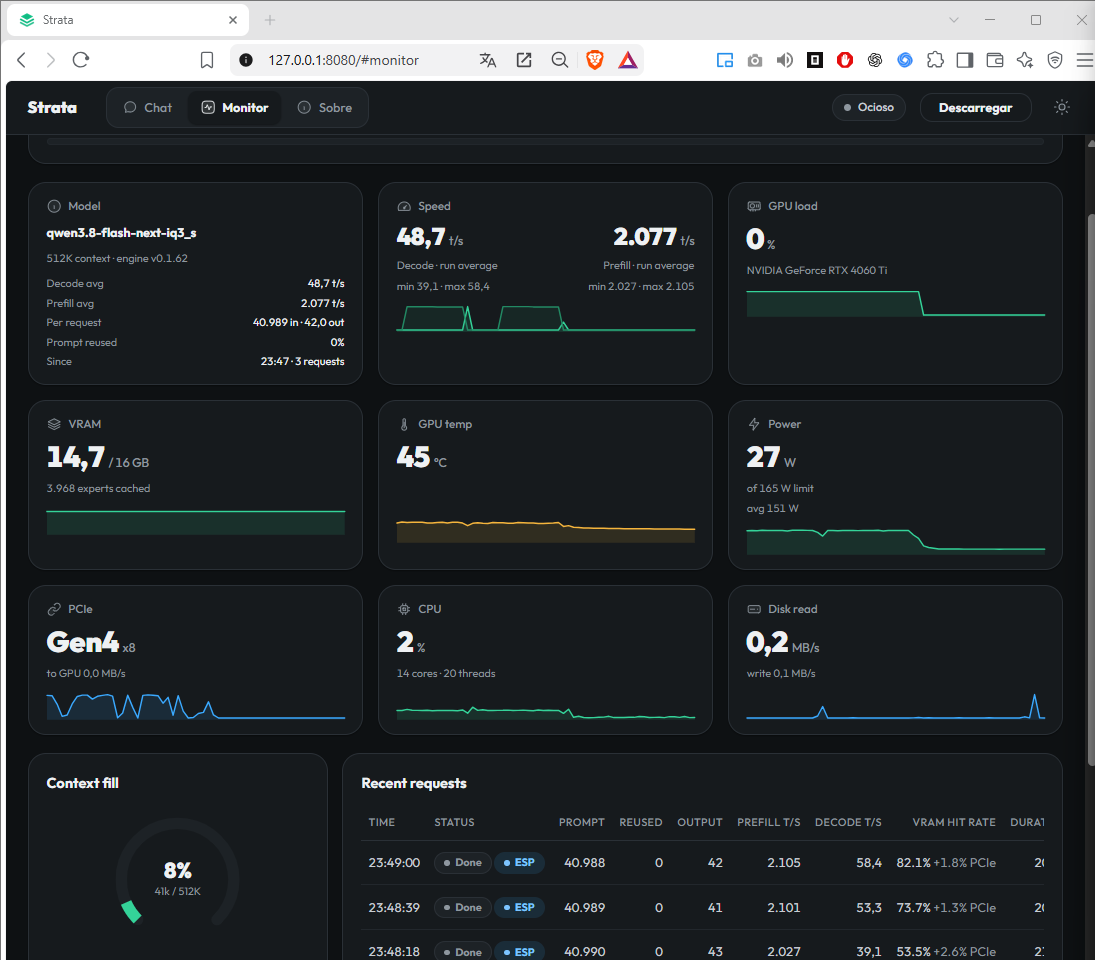 Strata
127.0.0.1:8080/#monitor
Strata
Chat
Monitor
Sobre
Ocioso
Descarregar
Model
qwen3.8-flash-next-iq3_s
512K context · engine v0.1.62
Decode avg 48,7 t/s
Prefill avg 2.077 t/s
Per request 40.989 in · 42,0 out
Prompt reused 0%
Since 23:47 · 3 requests
Speed
48,7 t/s 2.077 t/s
Decode · run average Prefill · run average
min 39,1 · max 58,4 min 2.027 · max 2.105
GPU load
0 %
NVIDIA GeForce RTX 4060 Ti
VRAM
14,7 / 16 GB
3.968 experts cached
GPU temp
45 °C
Power
27 W
of 165 W limit
avg 151 W
PCIe
Gen4 x8
to GPU 0,0 MB/s
CPU
2 %
14 cores · 20 threads
Disk read
0,2 MB/s
write 0,1 MB/s
Context fill
8%
41k / 512K
Recent requests
TIME STATUS PROMPT REUSED OUTPUT PREFILL T/S DECODE T/S VRAM HIT RATE DURAT
23:49:00 Done ESP 40.988 0 42 2.105 58,4 82.1% +1.8% PCIe
23:48:39 Done ESP 40.989 0 41 2.101 53,3 73.7% +1.3% PCIe
23:48:18 Done ESP 40.990 0 43 2.027 39,1 53.5% +2.6% PCIe